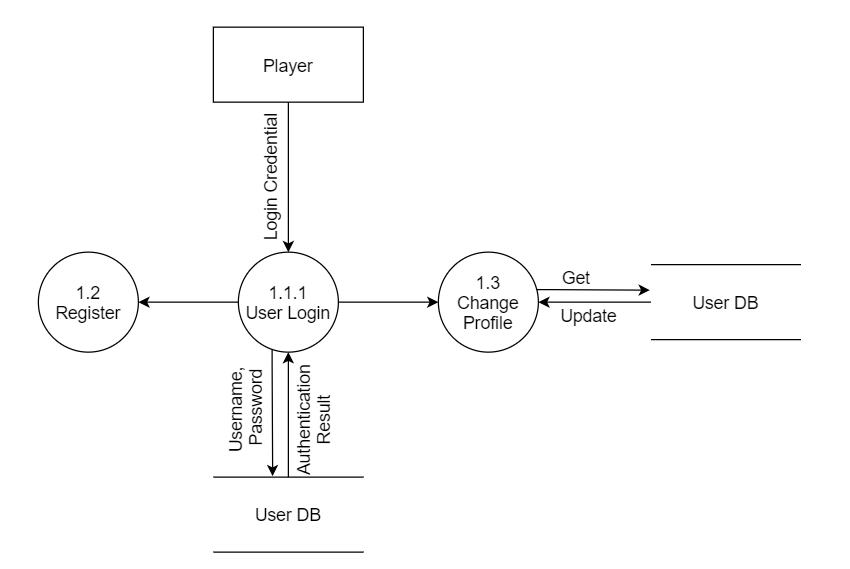 Player
Login Credential
1.2
Register
1.1.1
User Login
1.3
Change
Profile
Get
Update
User DB
Username,
Password
Authentication
Result
User DB